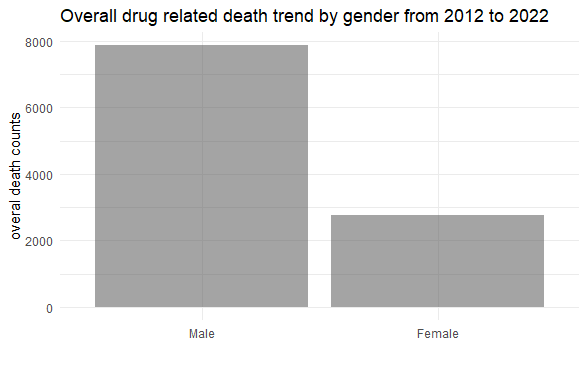 Overall drug related death trend by gender from 2012 to 2022
overal death counts
8000
6000
4000
2000
0
Male Female